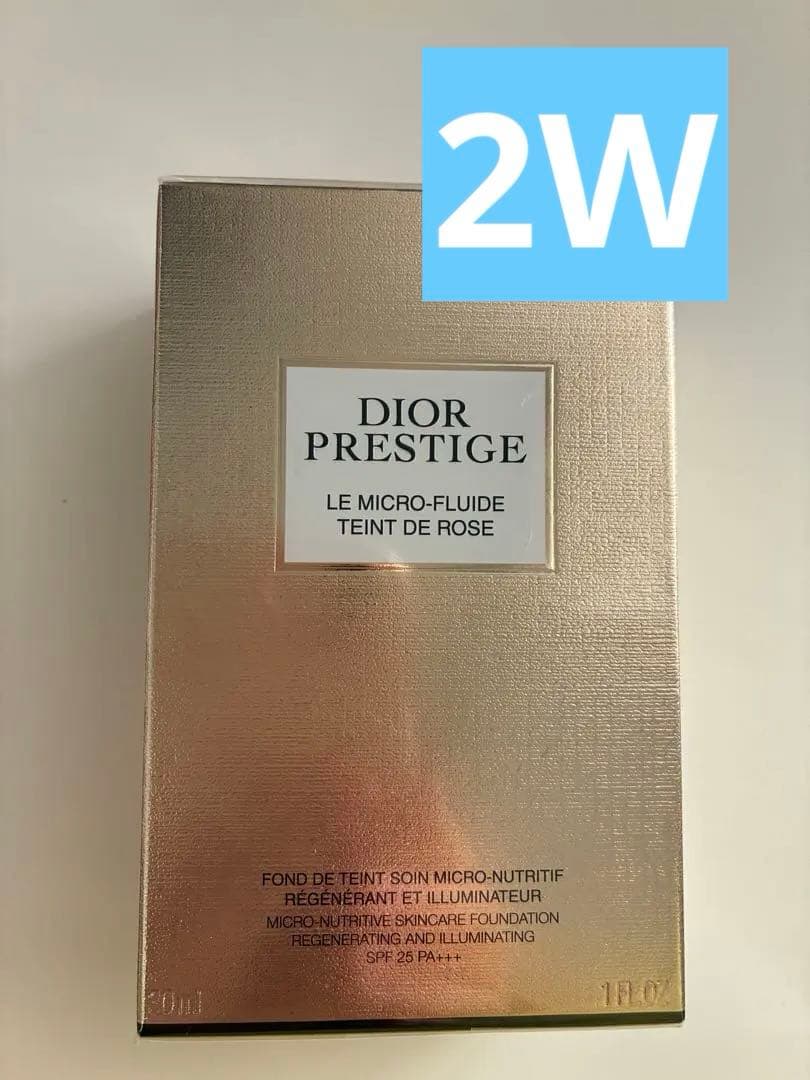 2W
DIOR
PRESTIGE
LE MICRO-FLUIDE
TEINT DE ROSE
FOND DE TEINT SOIN MICRO-NUTRITIF
RÉGÉNÉRANT ET ILLUMINATEUR
MICRO-NUTRITIVE SKINCARE FOUNDATION
REGENERATING AND ILLUMINATING
SPF 25 PA+++
30ml
1 FL OZ